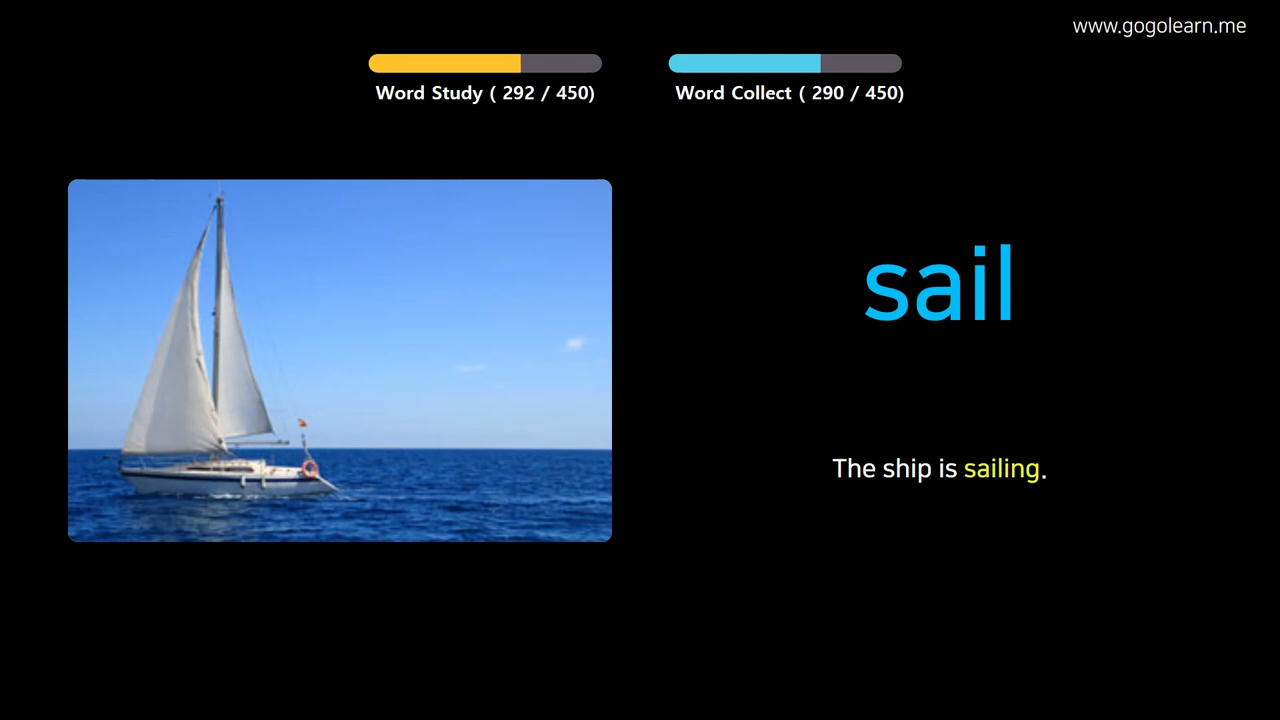 www.gogolearn.me
Word Study ( 292 / 450)
Word Collect ( 290 / 450)
sail
The ship is sailing.